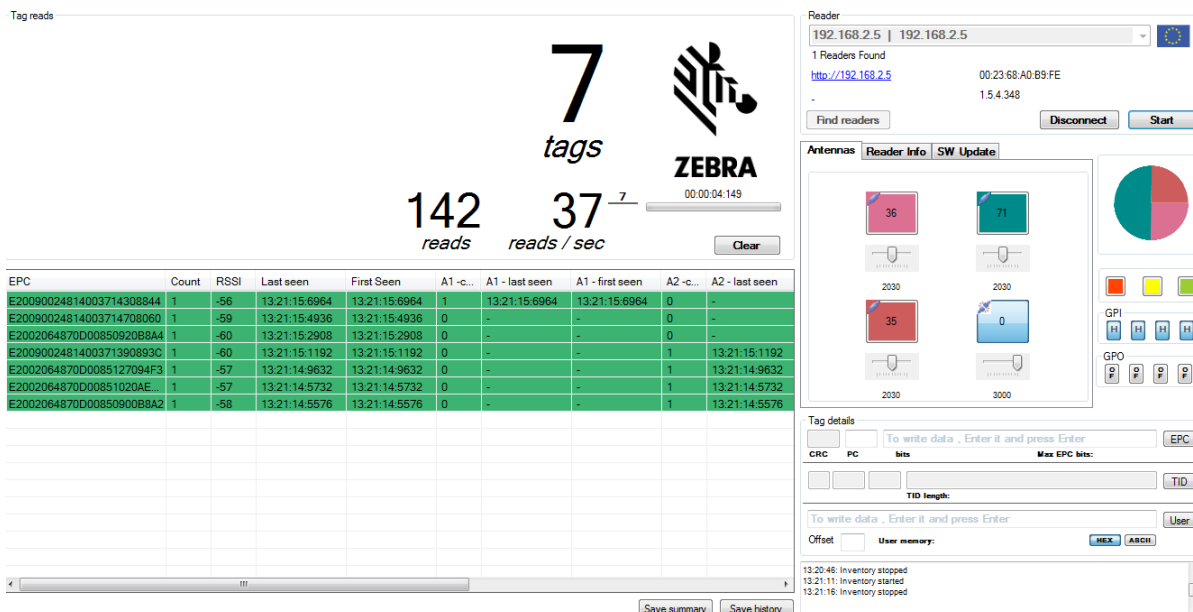 Tag reads
7
tags
ZEBRA
142
reads
37
reads / sec
7
00:00:04:149
Clear
EPC Count RSSI Last seen First Seen A1 -c... A1 - last seen A1 - first seen A2 -c... A2 - last seen
E20090024814003714308844 1 -56 13:21:15:6964 13:21:15:6964 1 13:21:15:6964 13:21:15:6964 0 -
E20090024814003714708060 1 -59 13:21:15:4936 13:21:15:4936 0 - - 0 -
E2002064870D00850920B8A4 1 -60 13:21:15:2908 13:21:15:2908 0 - - 0 -
E2009002481400371390893C 1 -60 13:21:15:1192 13:21:15:1192 0 - - 1 13:21:15:1192
E2002064870D0085127094F3 1 -57 13:21:14:9632 13:21:14:9632 0 - - 1 13:21:14:9632
E2002064870D00851020AE... 1 -57 13:21:14:5732 13:21:14:5732 0 - - 1 13:21:14:5732
E2002064870D00850900B8A2 1 -58 13:21:14:5576 13:21:14:5576 0 - - 1 13:21:14:5576
Save summary Save history
Reader
192.168.2.5 | 192.168.2.5
1 Readers Found
http://192.168.2.5 00:23:68:A0:B9:FE
- 1.5.4.348
Find readers Disconnect Start
Antennas Reader Info SW Update
36 71
2030 2030
35 0
2030 3000
GPI
H H H H
GPO
OF OF OF OF
Tag details
To write data , Enter it and press Enter EPC
CRC PC bits Max EPC bits:
TID
TID length:
To write data , Enter it and press Enter User
Offset User memory: HEX ASCII
13:20:46: Inventory stopped
13:21:11: Inventory started
13:21:16: Inventory stopped